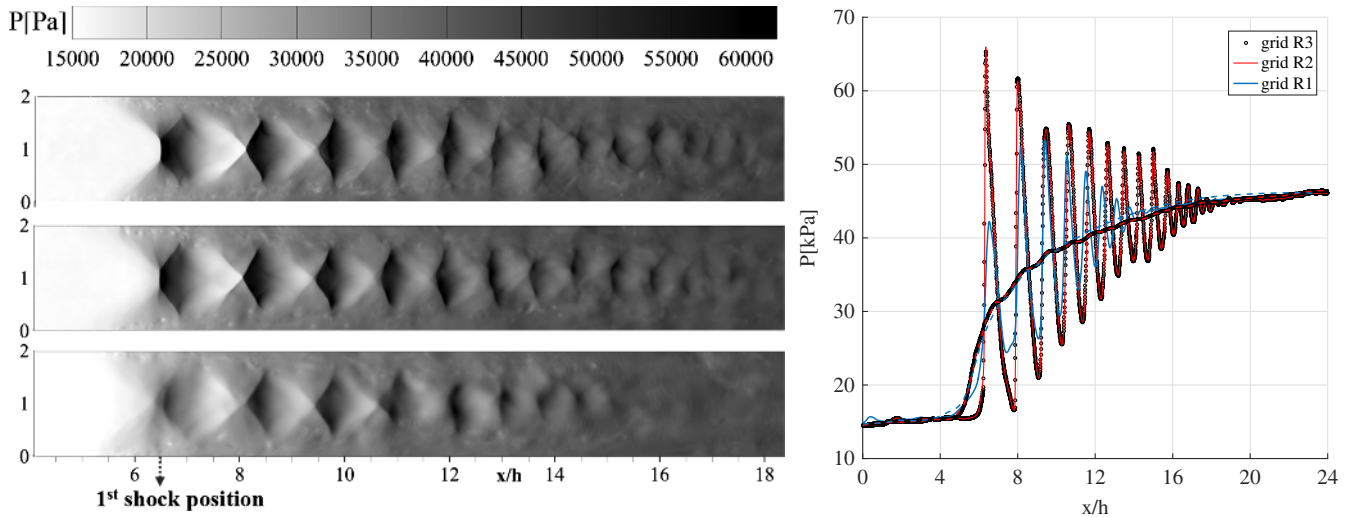 P[Pa]
15000 20000 25000 30000 35000 40000 45000 50000 55000 60000
2
1
0
2
1
0
2
1
0
6 8 10 12 x/h 14 16 18
1st shock position
70
60
50
40
30
20
10
P[kPa]
grid R3
grid R2
grid R1
0 4 8 12 16 20 24
x/h